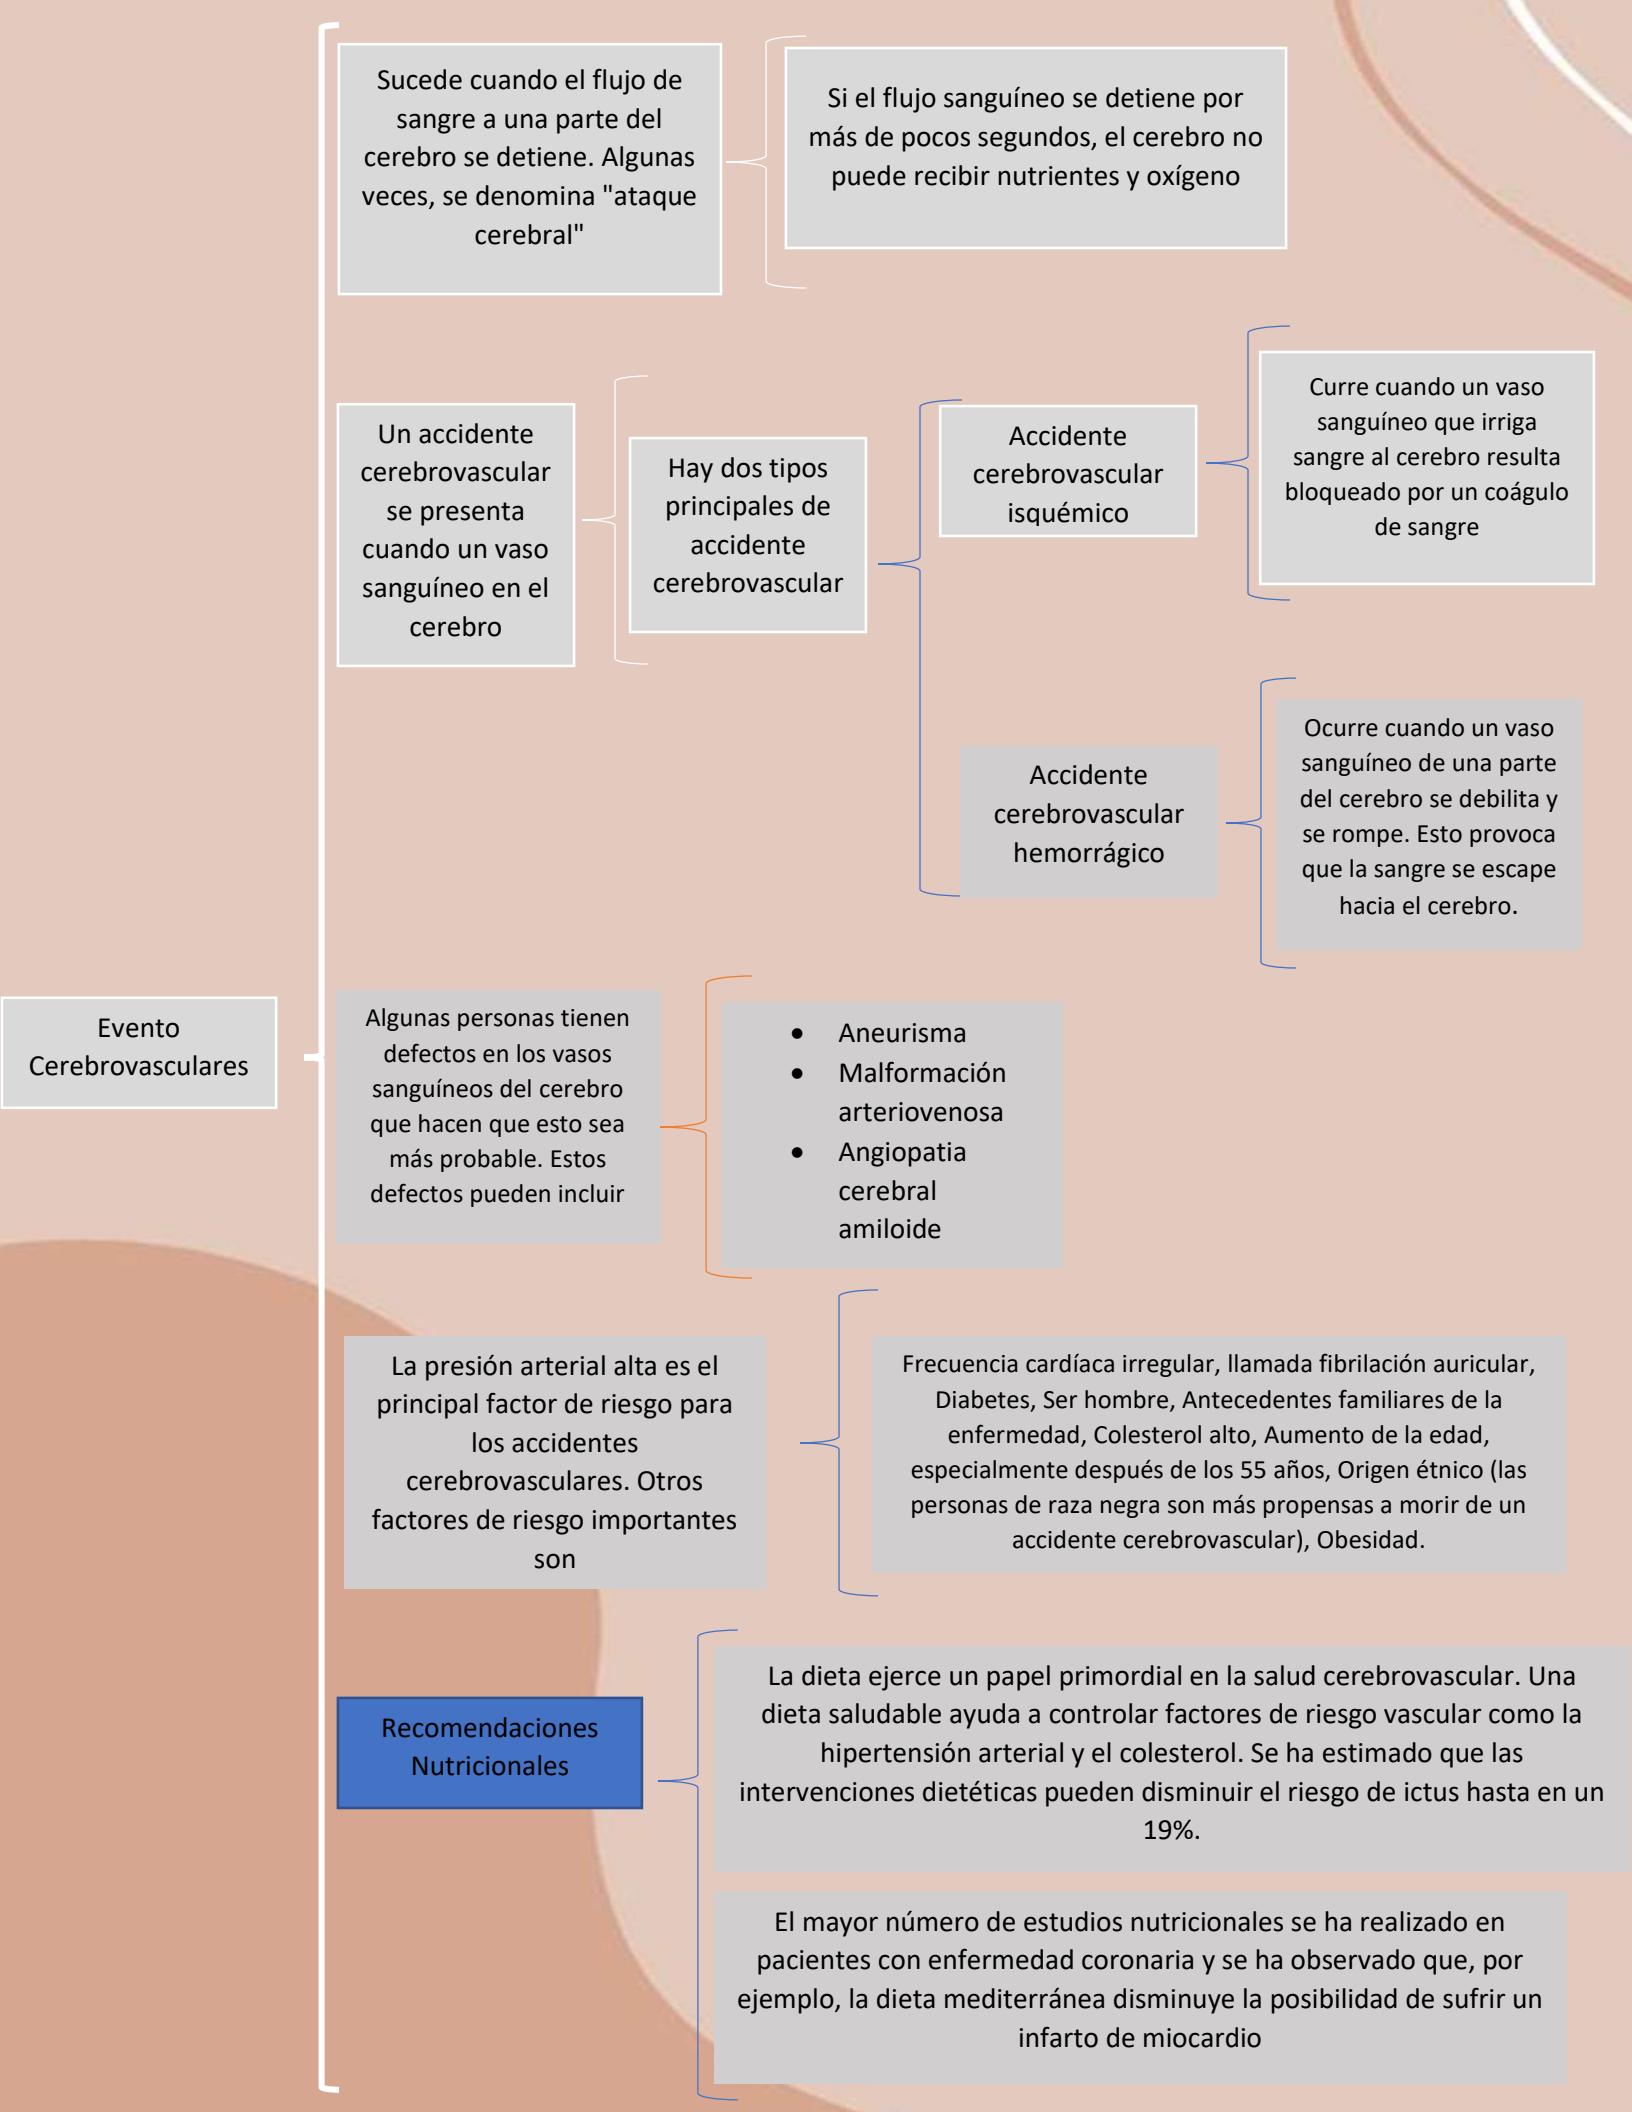 Sucede cuando el flujo de
sangre a una parte del
cerebro se detiene. Algunas
veces, se denomina "ataque
cerebral"
Si el flujo sanguíneo se detiene por
más de pocos segundos, el cerebro no
puede recibir nutrientes y oxígeno
Un accidente
cerebrovascular
se presenta
cuando un vaso
sanguíneo en el
cerebro
Hay dos tipos
principales de
accidente
cerebrovascular
Accidente
cerebrovascular
isquémico
Curre cuando un vaso
sanguíneo que irriga
sangre al cerebro resulta
bloqueado por un coágulo
de sangre
Accidente
cerebrovascular
hemorrágico
Ocurre cuando un vaso
sanguíneo de una parte
del cerebro se debilita y
se rompe. Esto provoca
que la sangre se escape
hacia el cerebro.
Evento
Cerebrovasculares
Algunas personas tienen
defectos en los vasos
sanguíneos del cerebro
que hacen que esto sea
más probable. Estos
defectos pueden incluir
• Aneurisma
• Malformación
arteriovenosa
• Angiopatia
cerebral
amiloide
La presión arterial alta es el
principal factor de riesgo para
los accidentes
cerebrovasculares. Otros
factores de riesgo importantes
son
Frecuencia cardíaca irregular, llamada fibrilación auricular,
Diabetes, Ser hombre, Antecedentes familiares de la
enfermedad, Colesterol alto, Aumento de la edad,
especialmente después de los 55 años, Origen étnico (las
personas de raza negra son más propensas a morir de un
accidente cerebrovascular), Obesidad.
Recomendaciones
Nutricionales
La dieta ejerce un papel primordial en la salud cerebrovascular. Una
dieta saludable ayuda a controlar factores de riesgo vascular como la
hipertensión arterial y el colesterol. Se ha estimado que las
intervenciones dietéticas pueden disminuir el riesgo de ictus hasta en un
19%.
El mayor número de estudios nutricionales se ha realizado en
pacientes con enfermedad coronaria y se ha observado que, por
ejemplo, la dieta mediterránea disminuye la posibilidad de sufrir un
infarto de miocardio